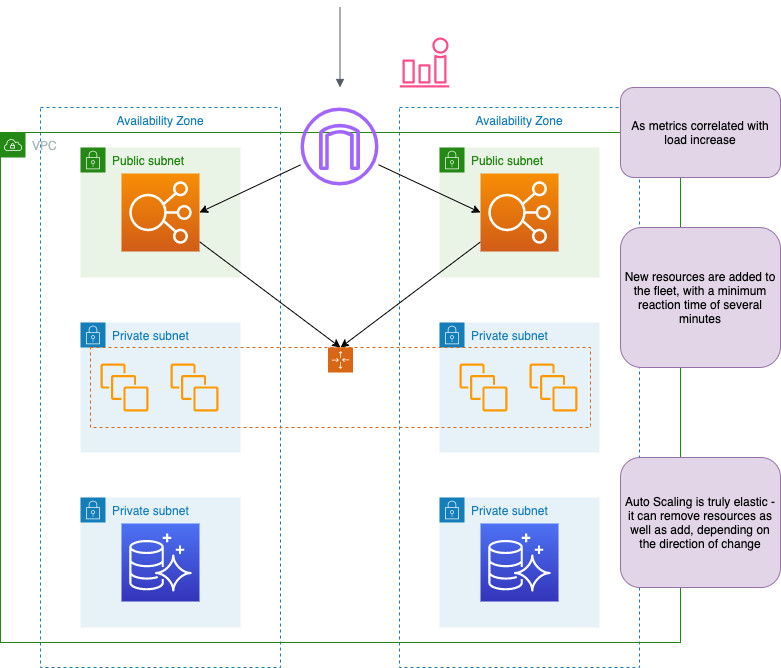 As metrics correlated with
load increase
Availability Zone
Availability Zone
VPC
Public subnet
Public subnet
New resources are added to
the fleet, with a minimum
reaction time of several
minutes
Private subnet
Private subnet
Auto Scaling is truly elastic -
it can remove resources as
well as add, depending on
the direction of change
Private subnet
Private subnet